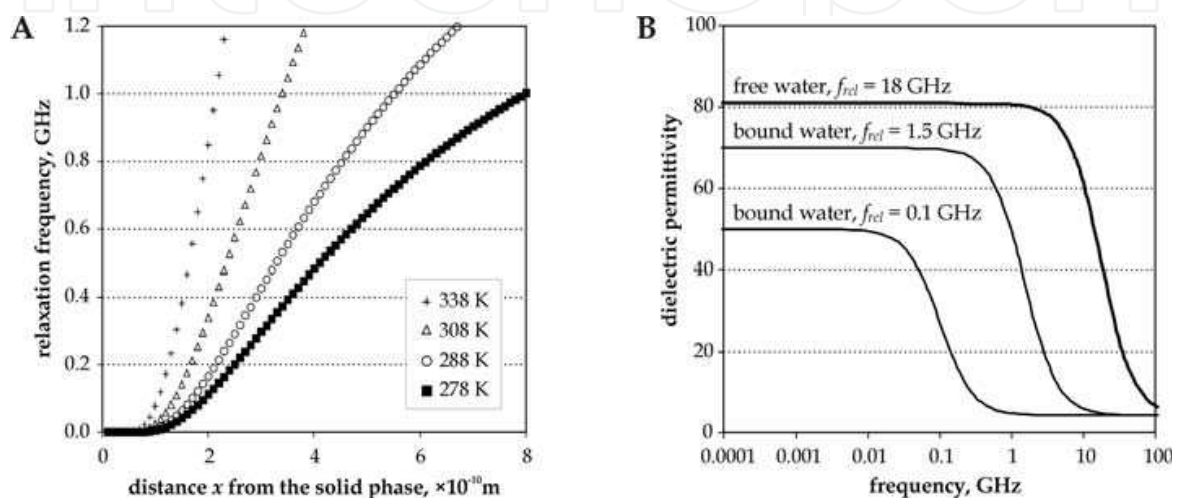 A
relaxation frequency, GHz
1.2
1.0
0.8
0.6
0.4
0.2
0.0
0
2
4
6
8
distance x from the solid phase, ×10⁻¹⁰m
338 K
308 K
288 K
278 K
B
dielectric permittivity
100
80
60
40
20
0
free water, frel = 18 GHz
bound water, frel = 1.5 GHz
bound water, frel = 0.1 GHz
0.0001
0.001
0.01
0.1
1
10
100
frequency, GHz